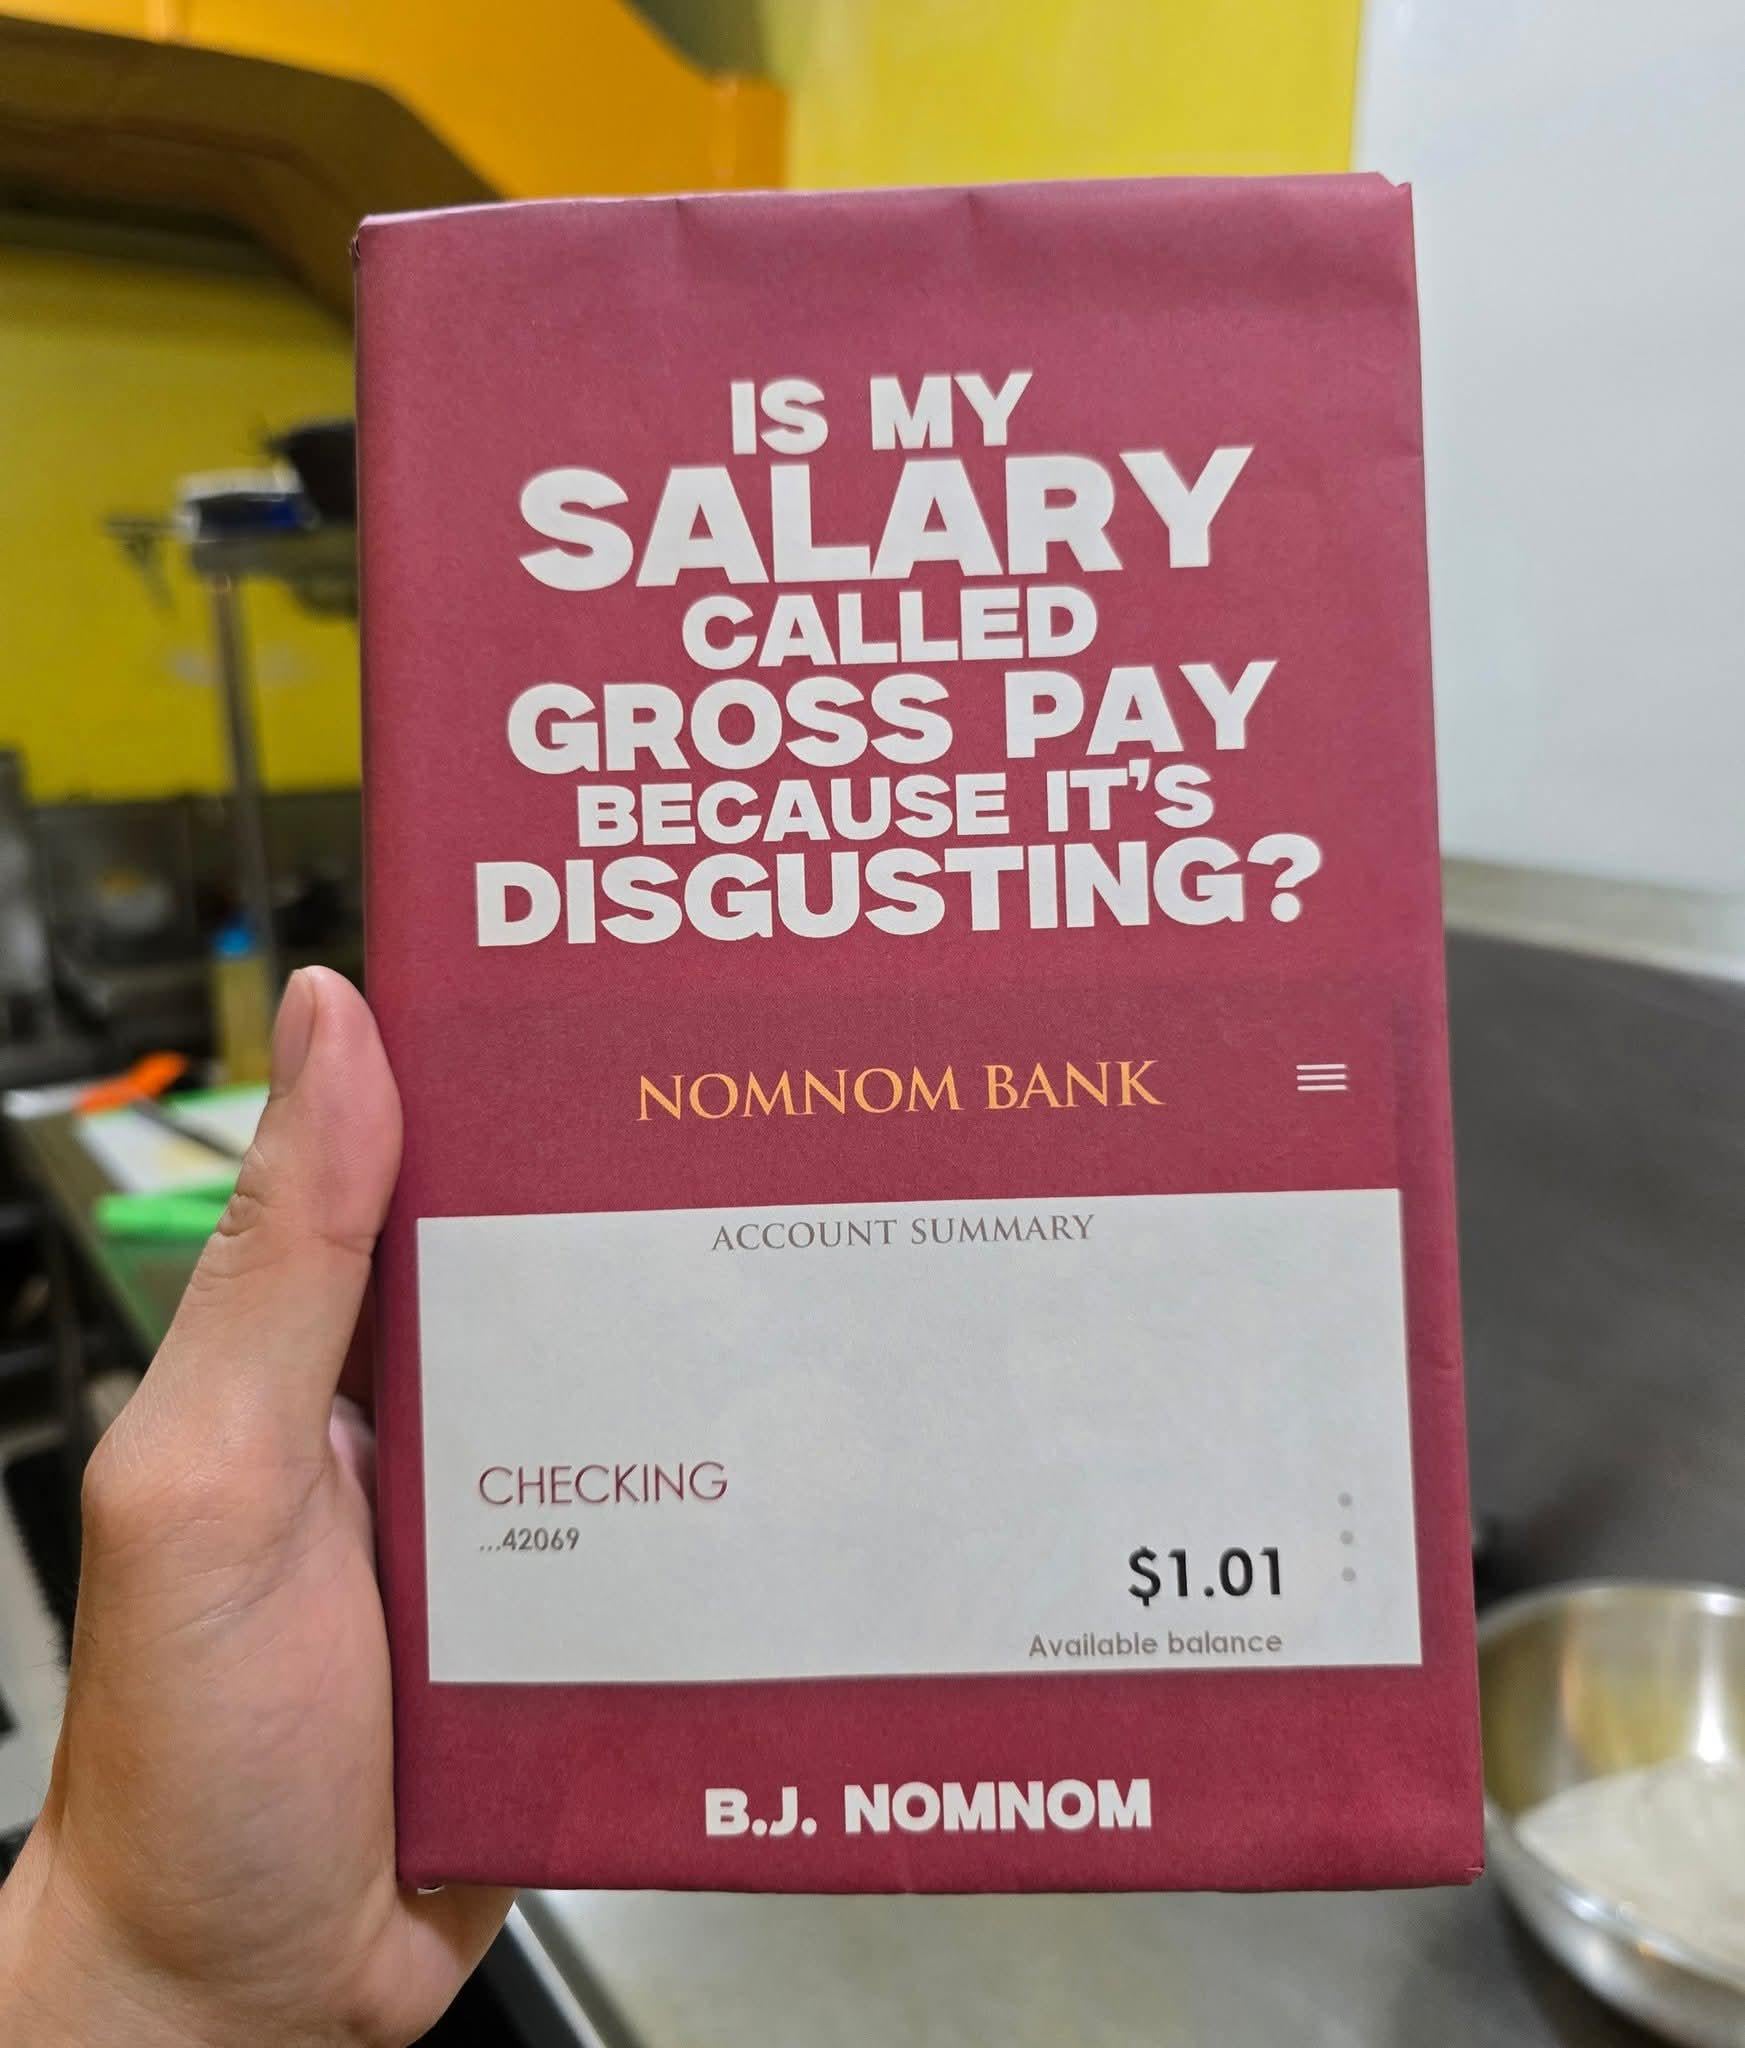 IS MY
SALARY
CALLED
GROSS PAY
BECAUSE IT'S
DISGUSTING?
NOMNOM BANK
ACCOUNT SUMMARY
CHECKING
...42069
$1.01
Available balance
B.J. NOMNOM